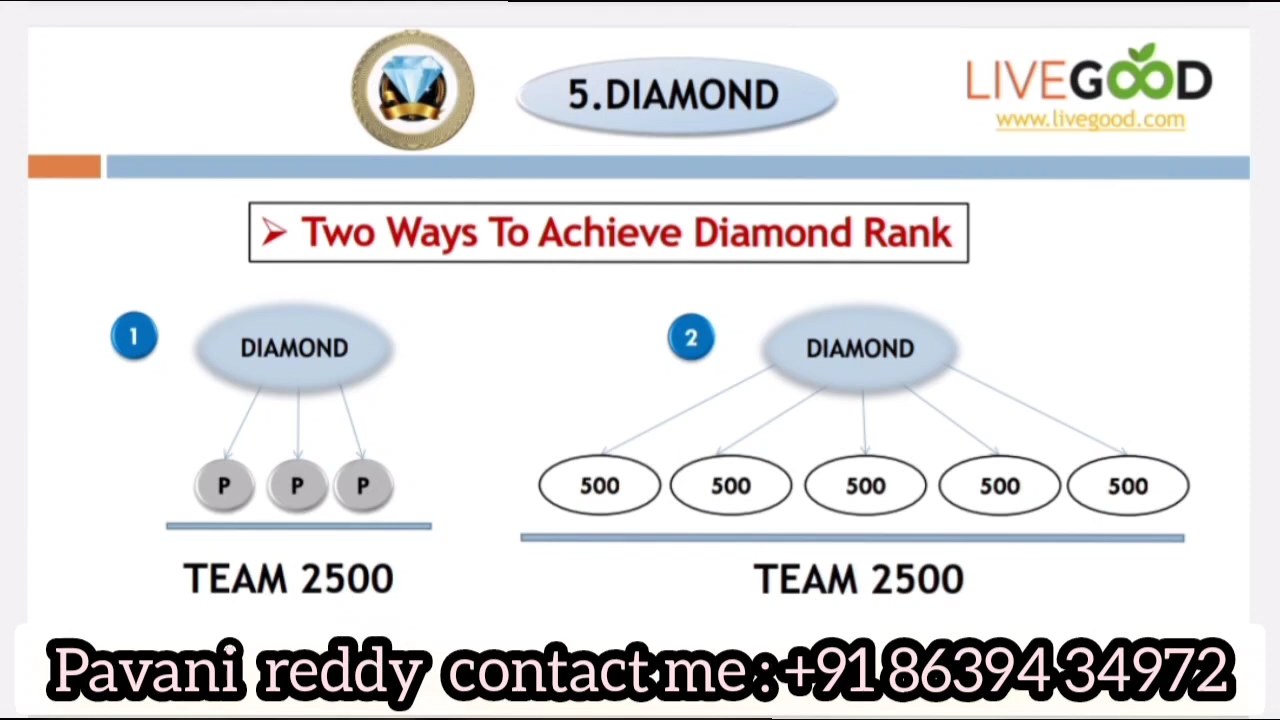 5.DIAMOND
LIVEGOOD
www.livegood.com
➢ Two Ways To Achieve Diamond Rank
1
DIAMOND
2
DIAMOND
P P P
500 500 500 500 500
TEAM 2500
TEAM 2500
Pavani reddy contact me : +91 86394 34972